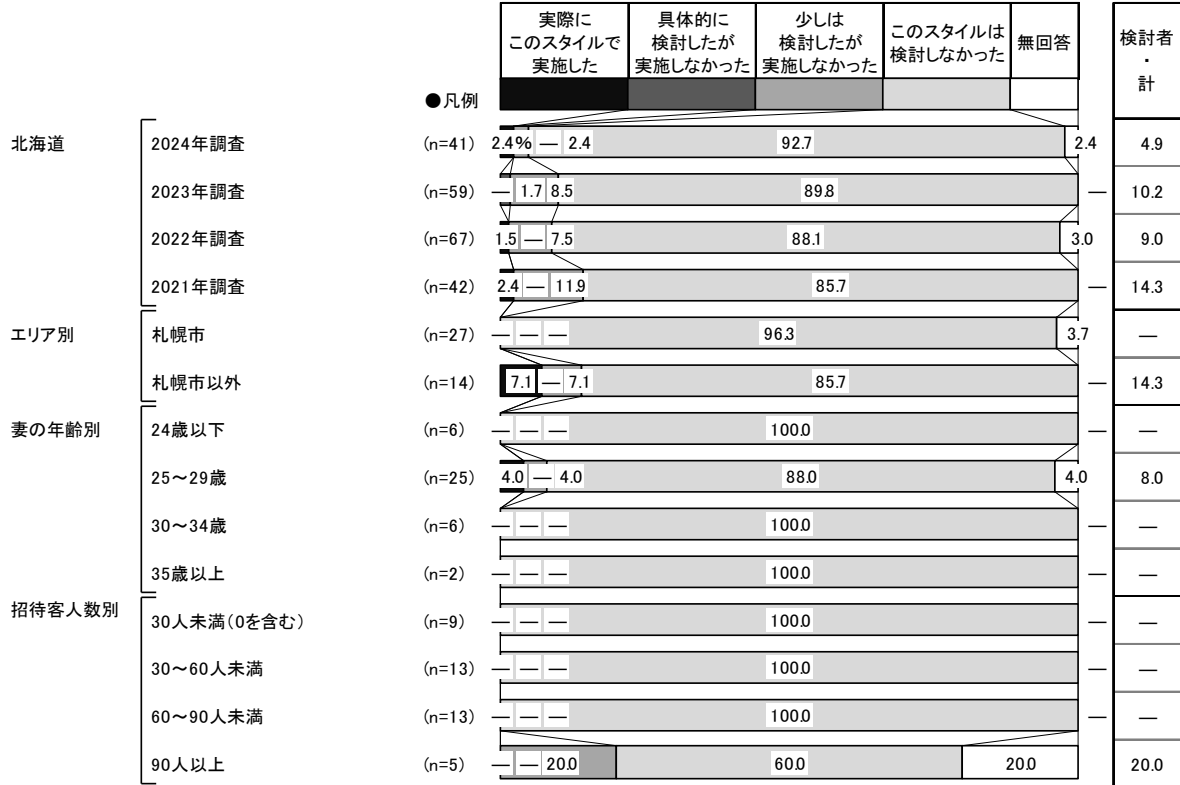 実際に
このスタイルで
実施した
具体的に
検討したが
実施しなかった
少しは
検討したが
実施しなかった
このスタイルは
検討しなかった
無回答
検討者
・
計
●凡例
北海道 2024年調査 (n=41) 2.4% — 2.4 92.7 2.4 4.9
2023年調査 (n=59) — 1.7 8.5 89.8 — 10.2
2022年調査 (n=67) 1.5 — 7.5 88.1 3.0 9.0
2021年調査 (n=42) 2.4 — 11.9 85.7 — 14.3
エリア別 札幌市 (n=27) — — — 96.3 3.7 —
札幌市以外 (n=14) 7.1 — 7.1 85.7 — 14.3
妻の年齢別 24歳以下 (n=6) — — — 100.0 — —
25～29歳 (n=25) 4.0 — 4.0 88.0 4.0 8.0
30～34歳 (n=6) — — — 100.0 — —
35歳以上 (n=2) — — — 100.0 — —
招待客人数別 30人未満(0を含む) (n=9) — — — 100.0 — —
30～60人未満 (n=13) — — — 100.0 — —
60～90人未満 (n=13) — — — 100.0 — —
90人以上 (n=5) — — 20.0 60.0 20.0 20.0